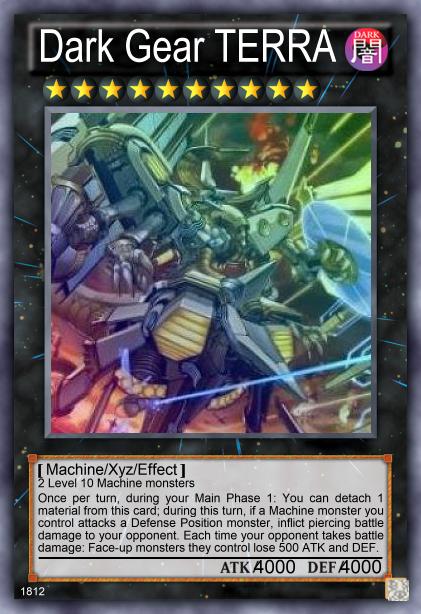 Dark Gear TERRA
DARK
闇
[ Machine/Xyz/Effect ]
2 Level 10 Machine monsters
Once per turn, during your Main Phase 1: You can detach 1
material from this card; during this turn, if a Machine monster you
control attacks a Defense Position monster, inflict piercing battle
damage to your opponent. Each time your opponent takes battle
damage: Face-up monsters they control lose 500 ATK and DEF.
ATK 4000 DEF 4000
1812